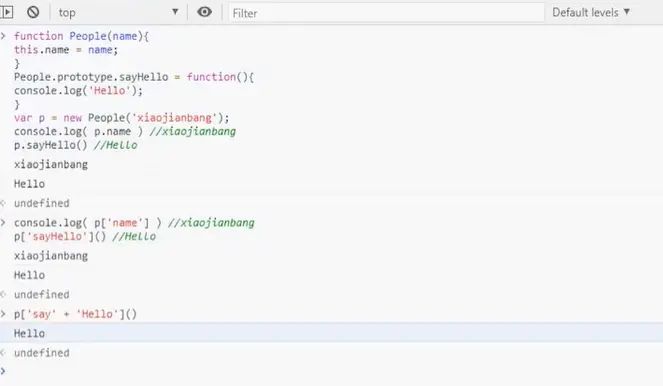 top
Filter
Default levels
function People(name){
this.name = name;
}
People.prototype.sayHello = function(){
console.log('Hello');
}
var p = new People('xiaojianbang');
console.log( p.name ) //xiaojianbang
p.sayHello() //Hello
xiaojianbang
Hello
undefined
console.log( p['name'] ) //xiaojianbang
p['sayHello']() //Hello
xiaojianbang
Hello
undefined
p['say' + 'Hello']()
Hello
undefined